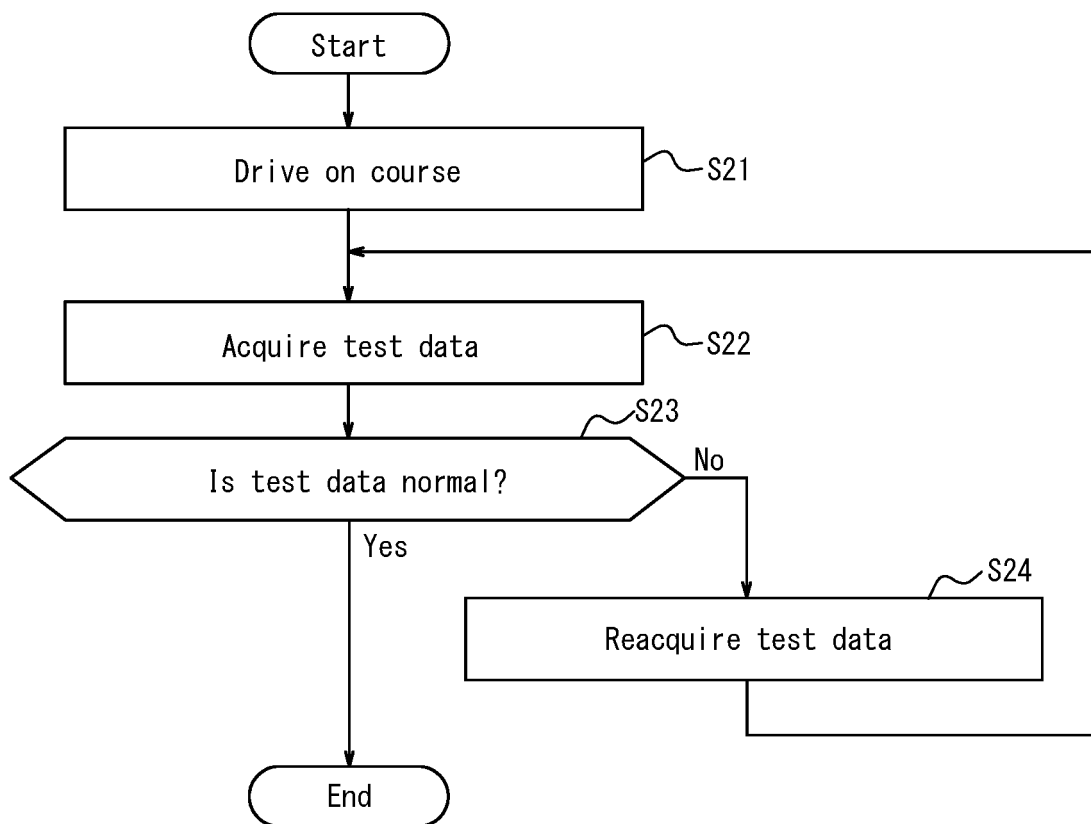 Start
Drive on course
S21
Acquire test data
S22
S23
Is test data normal?
No
Yes
S24
Reacquire test data
End